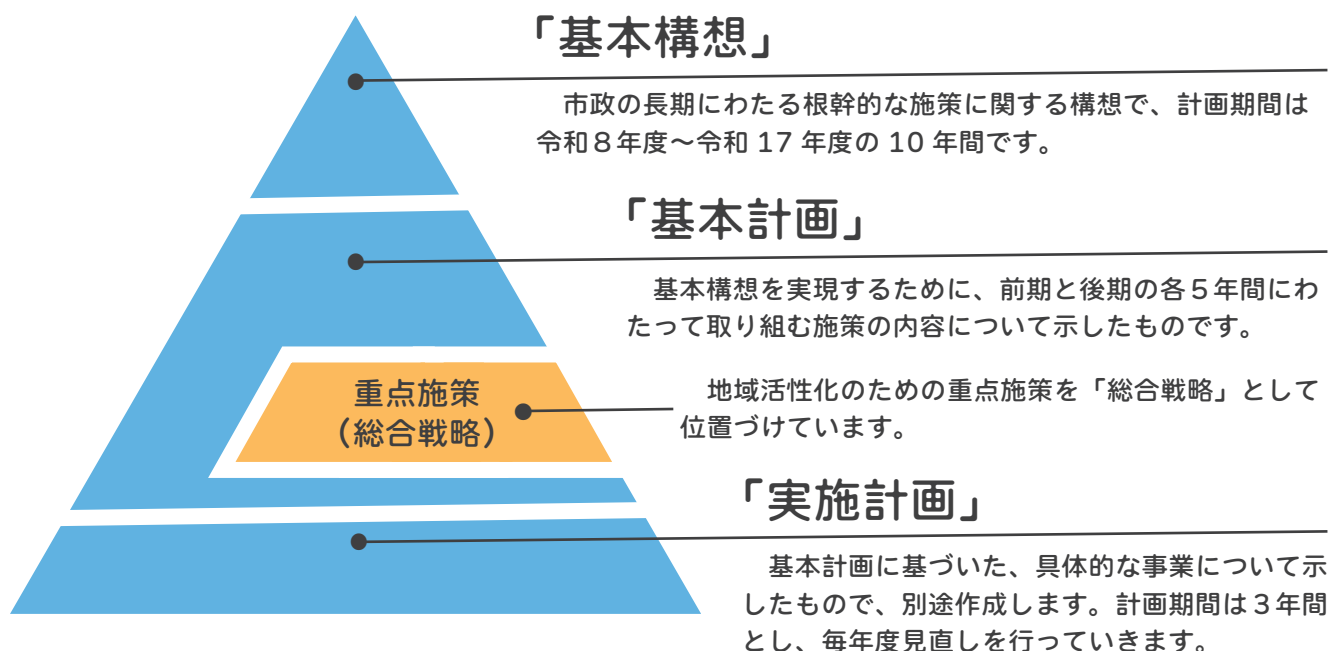 「基本構想」
市政の長期にわたる根幹的な施策に関する構想で、計画期間は
令和８年度～令和 17 年度の 10 年間です。
「基本計画」
基本構想を実現するために、前期と後期の各５年間にわ
たって取り組む施策の内容について示したものです。
重点施策
（総合戦略）
地域活性化のための重点施策を「総合戦略」として
位置づけています。
「実施計画」
基本計画に基づいた、具体的な事業について示
したもので、別途作成します。計画期間は３年間
とし、毎年度見直しを行っていきます。